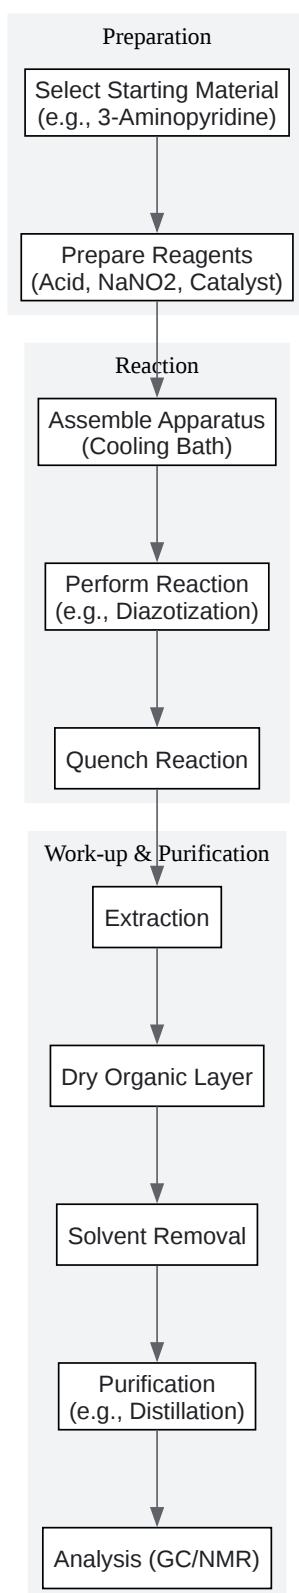 Preparation
Select Starting Material
(e.g., 3-Aminopyridine)
Prepare Reagents
(Acid, NaNO2, Catalyst)
Reaction
Assemble Apparatus
(Cooling Bath)
Perform Reaction
(e.g., Diazotization)
Quench Reaction
Work-up & Purification
Extraction
Dry Organic Layer
Solvent Removal
Purification
(e.g., Distillation)
Analysis (GC/NMR)